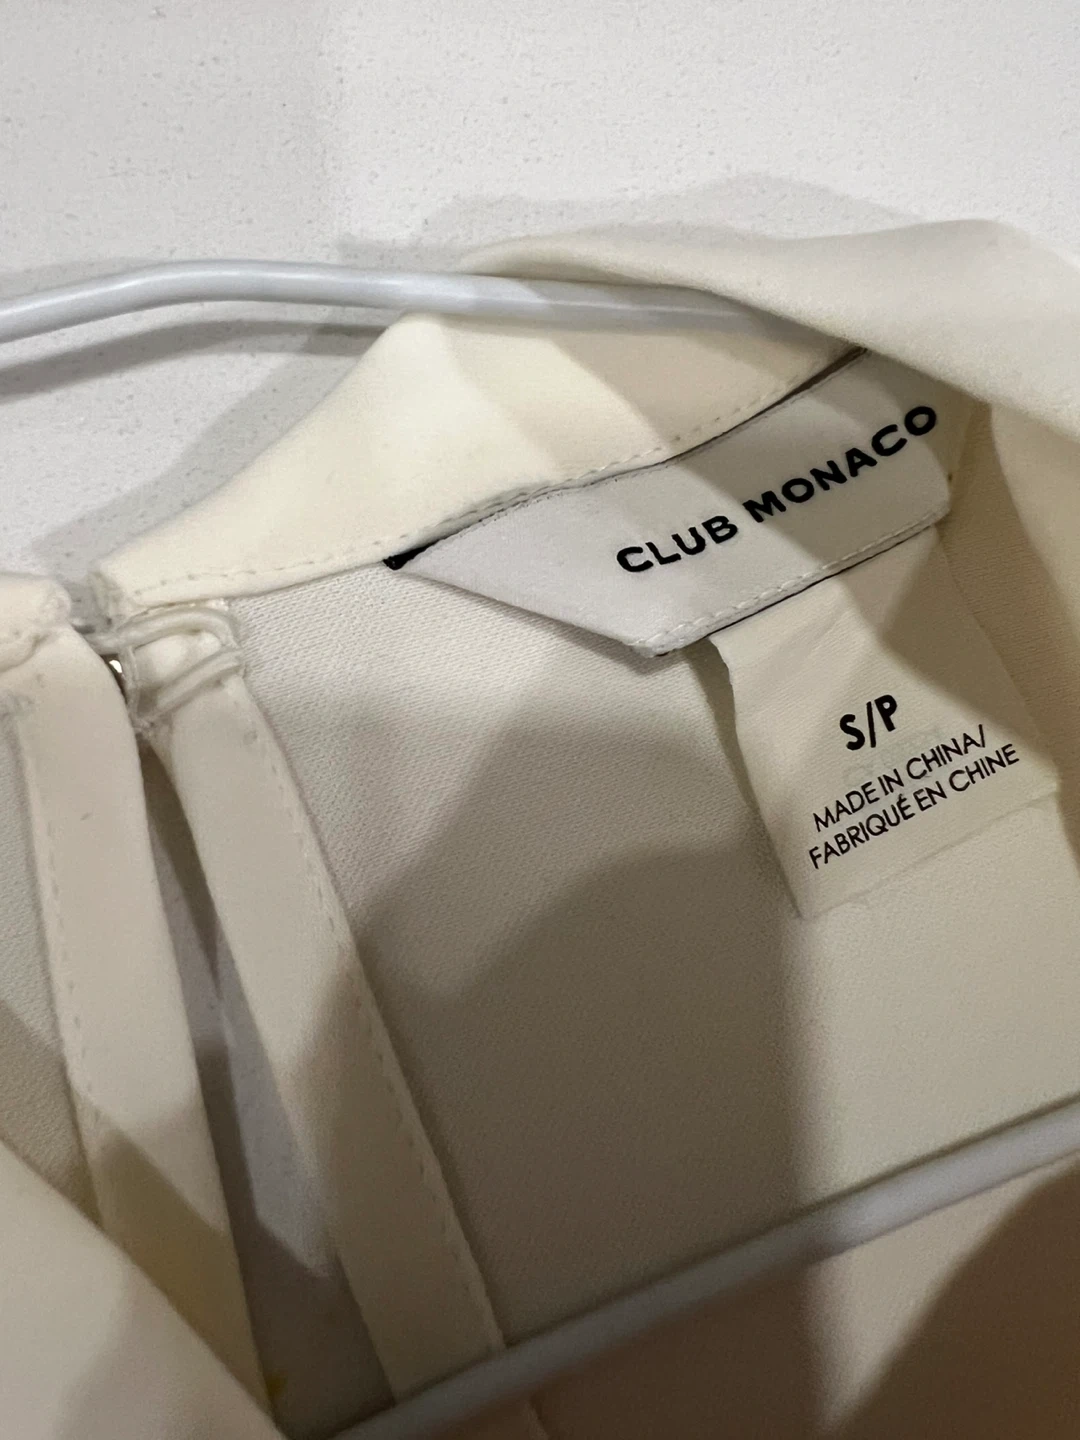 CLUB MONACO
S/P
MADE IN CHINA/
FABRIQUÉ EN CHINE